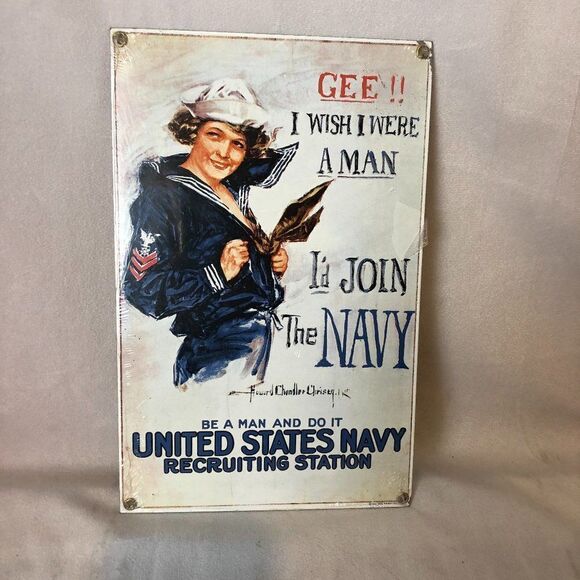 GEE!!
I WISH I WERE
A MAN
I'd JOIN
The NAVY
Howard Chandler Christy
BE A MAN AND DO IT
UNITED STATES NAVY
RECRUITING STATION